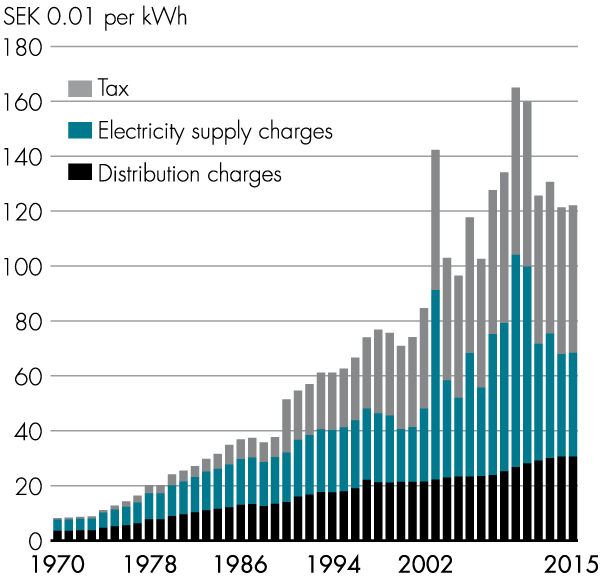 SEK 0.01 per kWh
180
Tax
160
Electricity supply charges
140
Distribution charges
120
100
80
60
40
20
0
1970 1978 1986 1994 2002 2015